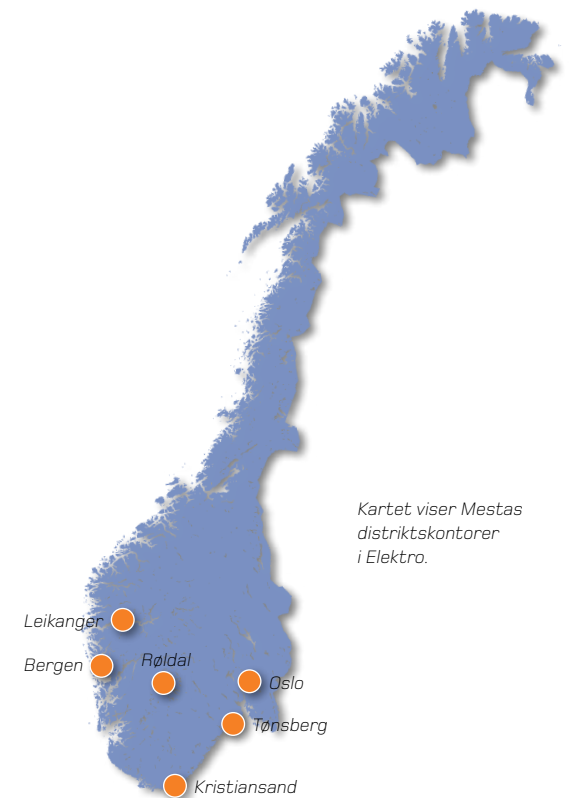 Kartet viser Mestas
distriktskontorer
i Elektro.
Leikanger
Bergen
Røldal
Oslo
Tønsberg
Kristiansand